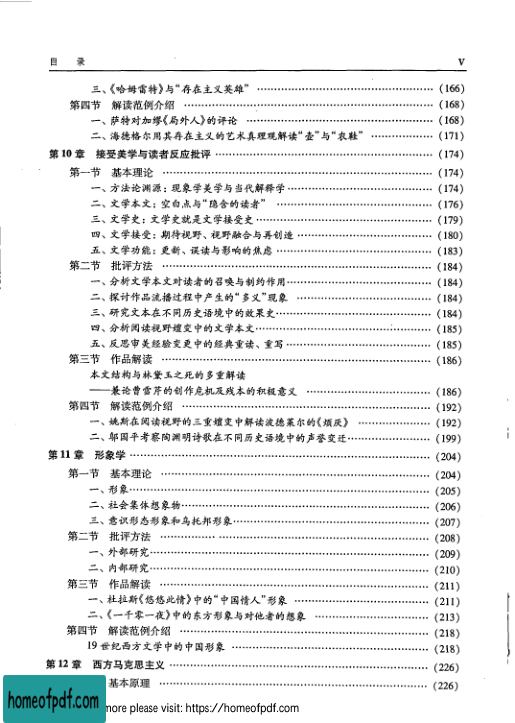 目 录 V
三、《哈姆雷特》与“存在主义英雄” ………………………………… (166)
第四节 解读范例介绍 ………………………………… (168)
一、萨特对加缪《局外人》的评论 ………………………………… (168)
二、海德格尔用其存在主义的艺术真理观解读“壶”与“农鞋” ………………… (171)
第10章 接受美学与读者反应批评 ………………………………… (174)
第一节 基本理论 ………………………………… (174)
一、方法论渊源：现象学美学与当代解释学 ………………………………… (174)
二、文学本文：空白点与“隐含的读者” ………………………………… (176)
三、文学史：文学史就是文学接受史 ………………………………… (179)
四、文学接受：期待视野、视野融合与再创造 ………………………………… (180)
五、文学功能：更新、误读与影响的焦虑 ………………………………… (183)
第二节 批评方法 ………………………………… (184)
一、分析文学本文对读者的召唤与制约作用 ………………………………… (184)
二、探讨作品流播过程中产生的“多义”现象 ………………………………… (184)
三、研究文本在不同历史语境中的效果史 ………………………………… (184)
四、分析阅读视野嬗变中的文学本文 ………………………………… (185)
五、反思审美经验变更中的经典重读、重写 ………………………………… (185)
第三节 作品解读 ………………………………… (186)
本文结构与林黛玉之死的多重解读
——兼论曹雪芹的创作危机及残本的积极意义 ………………………… (186)
第四节 解读范例介绍 ………………………………… (192)
一、姚斯在阅读视野的三重嬗变中解读波德莱尔的《烦厌》 ………………… (192)
二、邬国平考察陶渊明诗歌在不同历史语境中的声誉变迁 ………………… (199)
第11章 形象学 ………………………………… (204)
第一节 基本理论 ………………………………… (204)
一、形象 ………………………………… (205)
二、社会集体想象物 ………………………………… (206)
三、意识形态形象和乌托邦形象 ………………………………… (207)
第二节 批评方法 ………………………………… (208)
一、外部研究 ………………………………… (209)
二、内部研究 ………………………………… (210)
第三节 作品解读 ………………………………… (211)
一、杜拉斯《悠悠此情》中的“中国情人”形象 ………………………… (211)
二、《一千零一夜》中的东方形象与对他者的想象 ………………………… (213)
第四节 解读范例介绍 ………………………………… (218)
19世纪西方文学中的中国形象 ………………………………… (218)
第12章 西方马克思主义 ………………………………… (226)
基本原理 ………………………………… (226)
homeofpdf.com
more please visit: https://homeofpdf.com